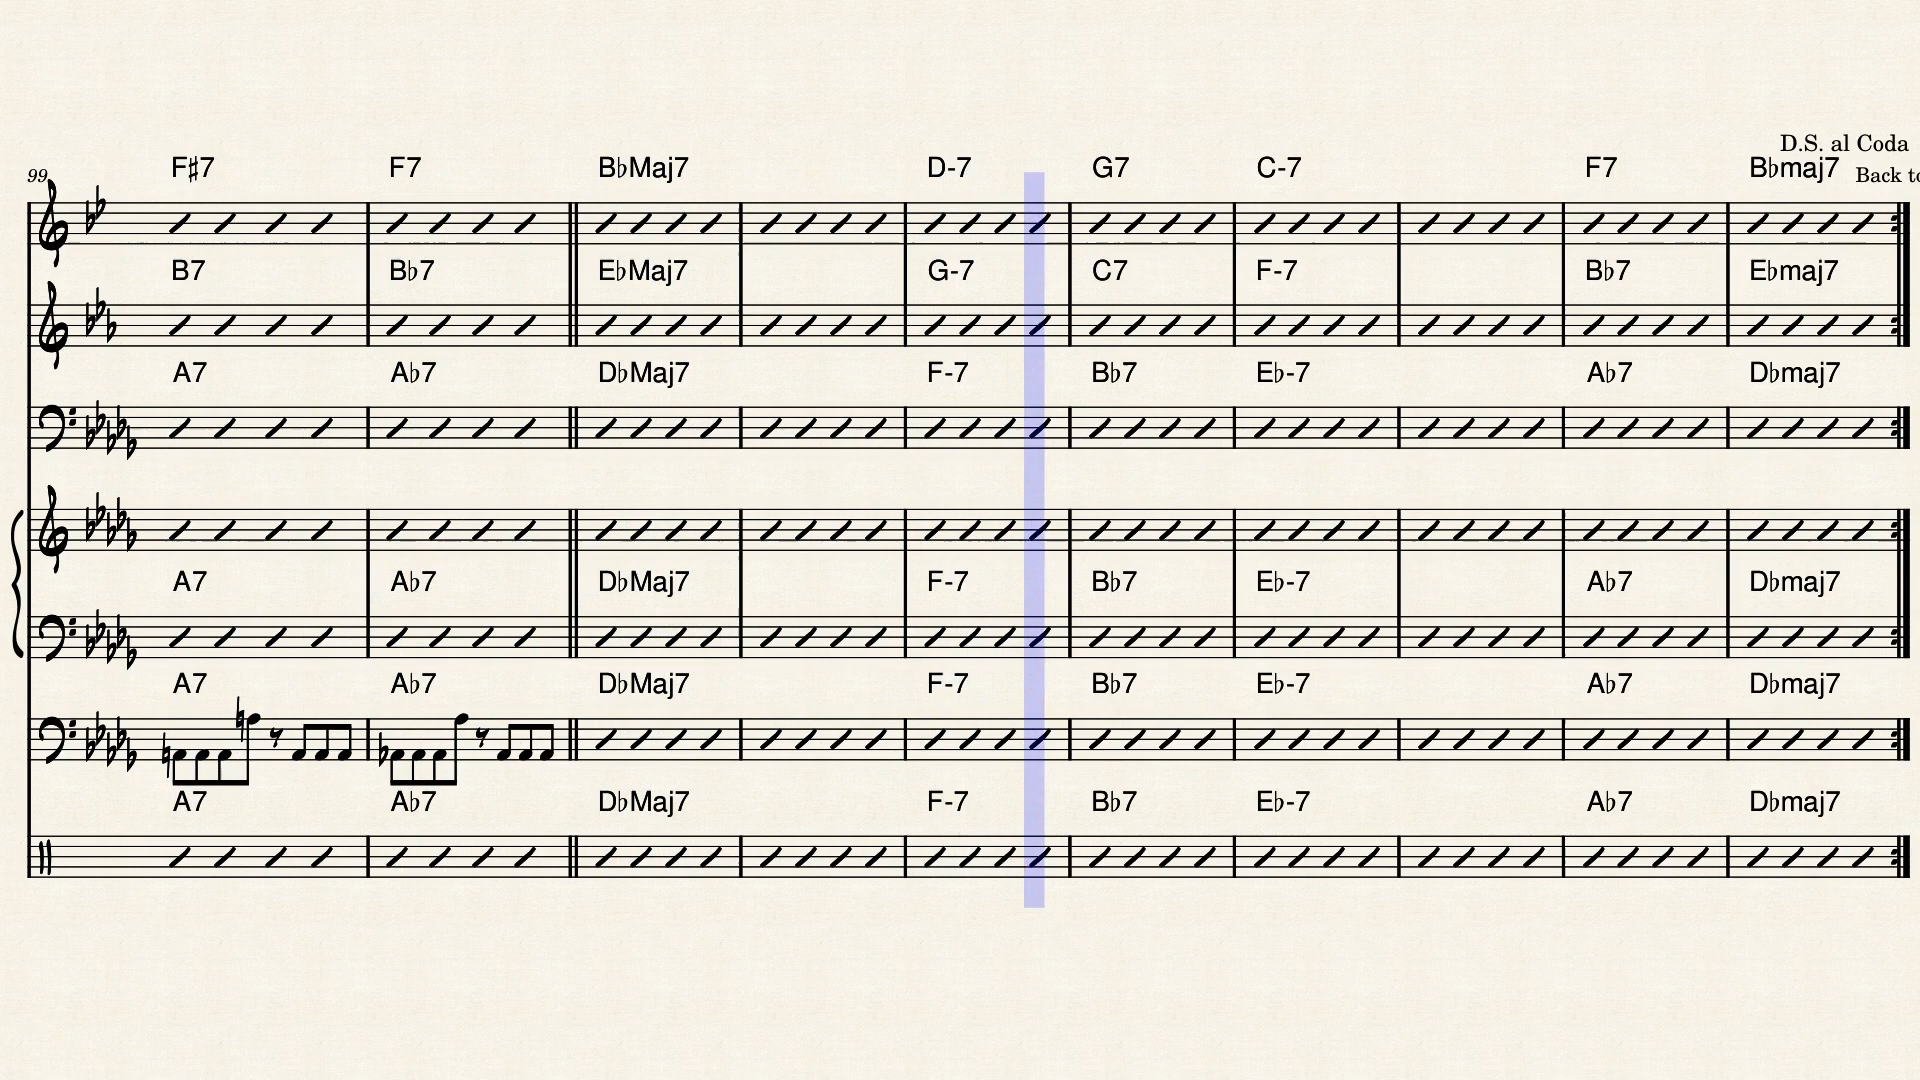 D.S. al Coda
F♯7 F7 B♭Maj7 D-7 G7 C-7 F7 B♭maj7 Back to
99
B7 B♭7 E♭Maj7 G-7 C7 F-7 B♭7 E♭maj7
A7 A♭7 D♭Maj7 F-7 B♭7 E♭-7 A♭7 D♭maj7
A7 A♭7 D♭Maj7 F-7 B♭7 E♭-7 A♭7 D♭maj7
A7 A♭7 D♭Maj7 F-7 B♭7 E♭-7 A♭7 D♭maj7
A7 A♭7 D♭Maj7 F-7 B♭7 E♭-7 A♭7 D♭maj7